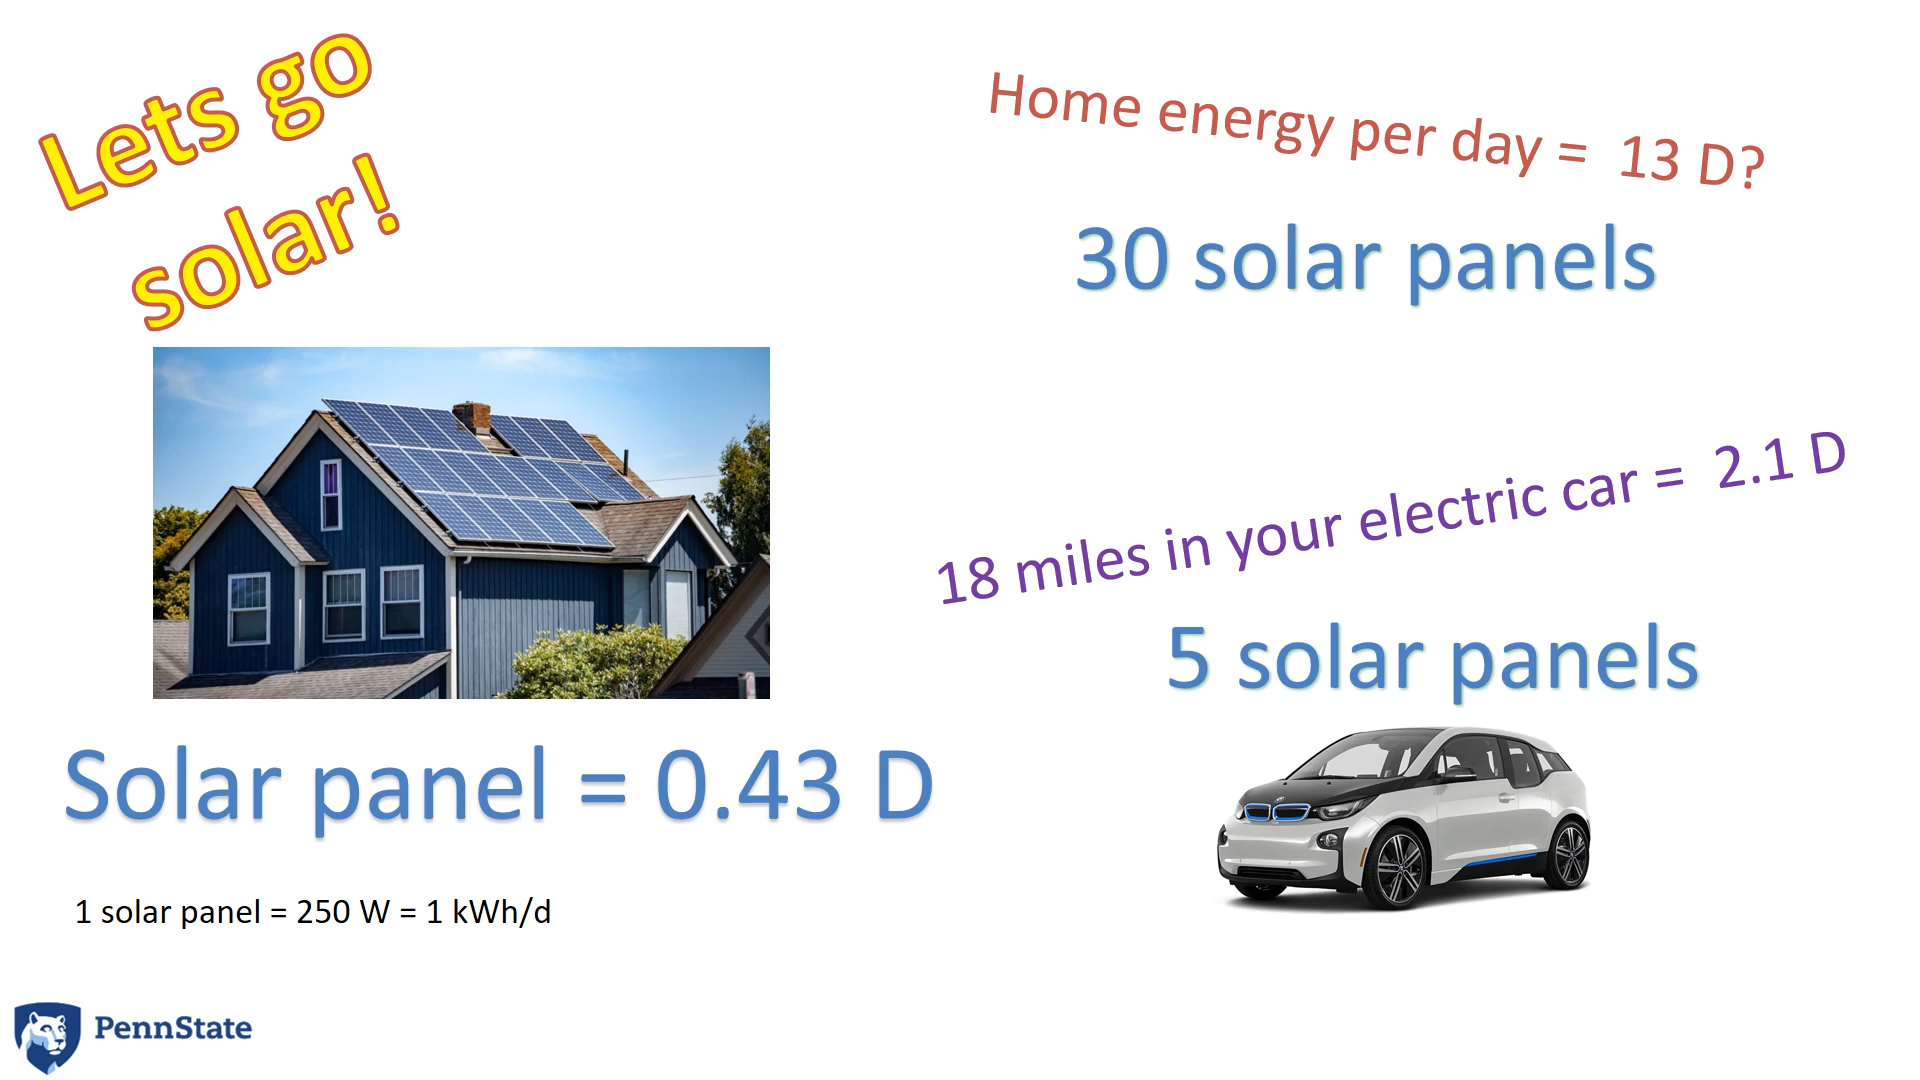 Lets go
solar!
Home energy per day = 13 D?
30 solar panels
18 miles in your electric car = 2.1 D
5 solar panels
Solar panel = 0.43 D
1 solar panel = 250 W = 1 kWh/d
PennState